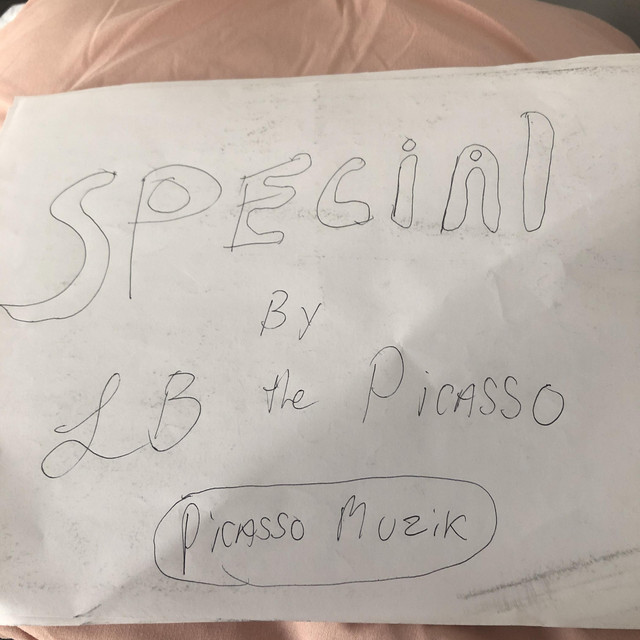 SPECiAl
By
LB the PiCASSO
PiCASSO MUZiK